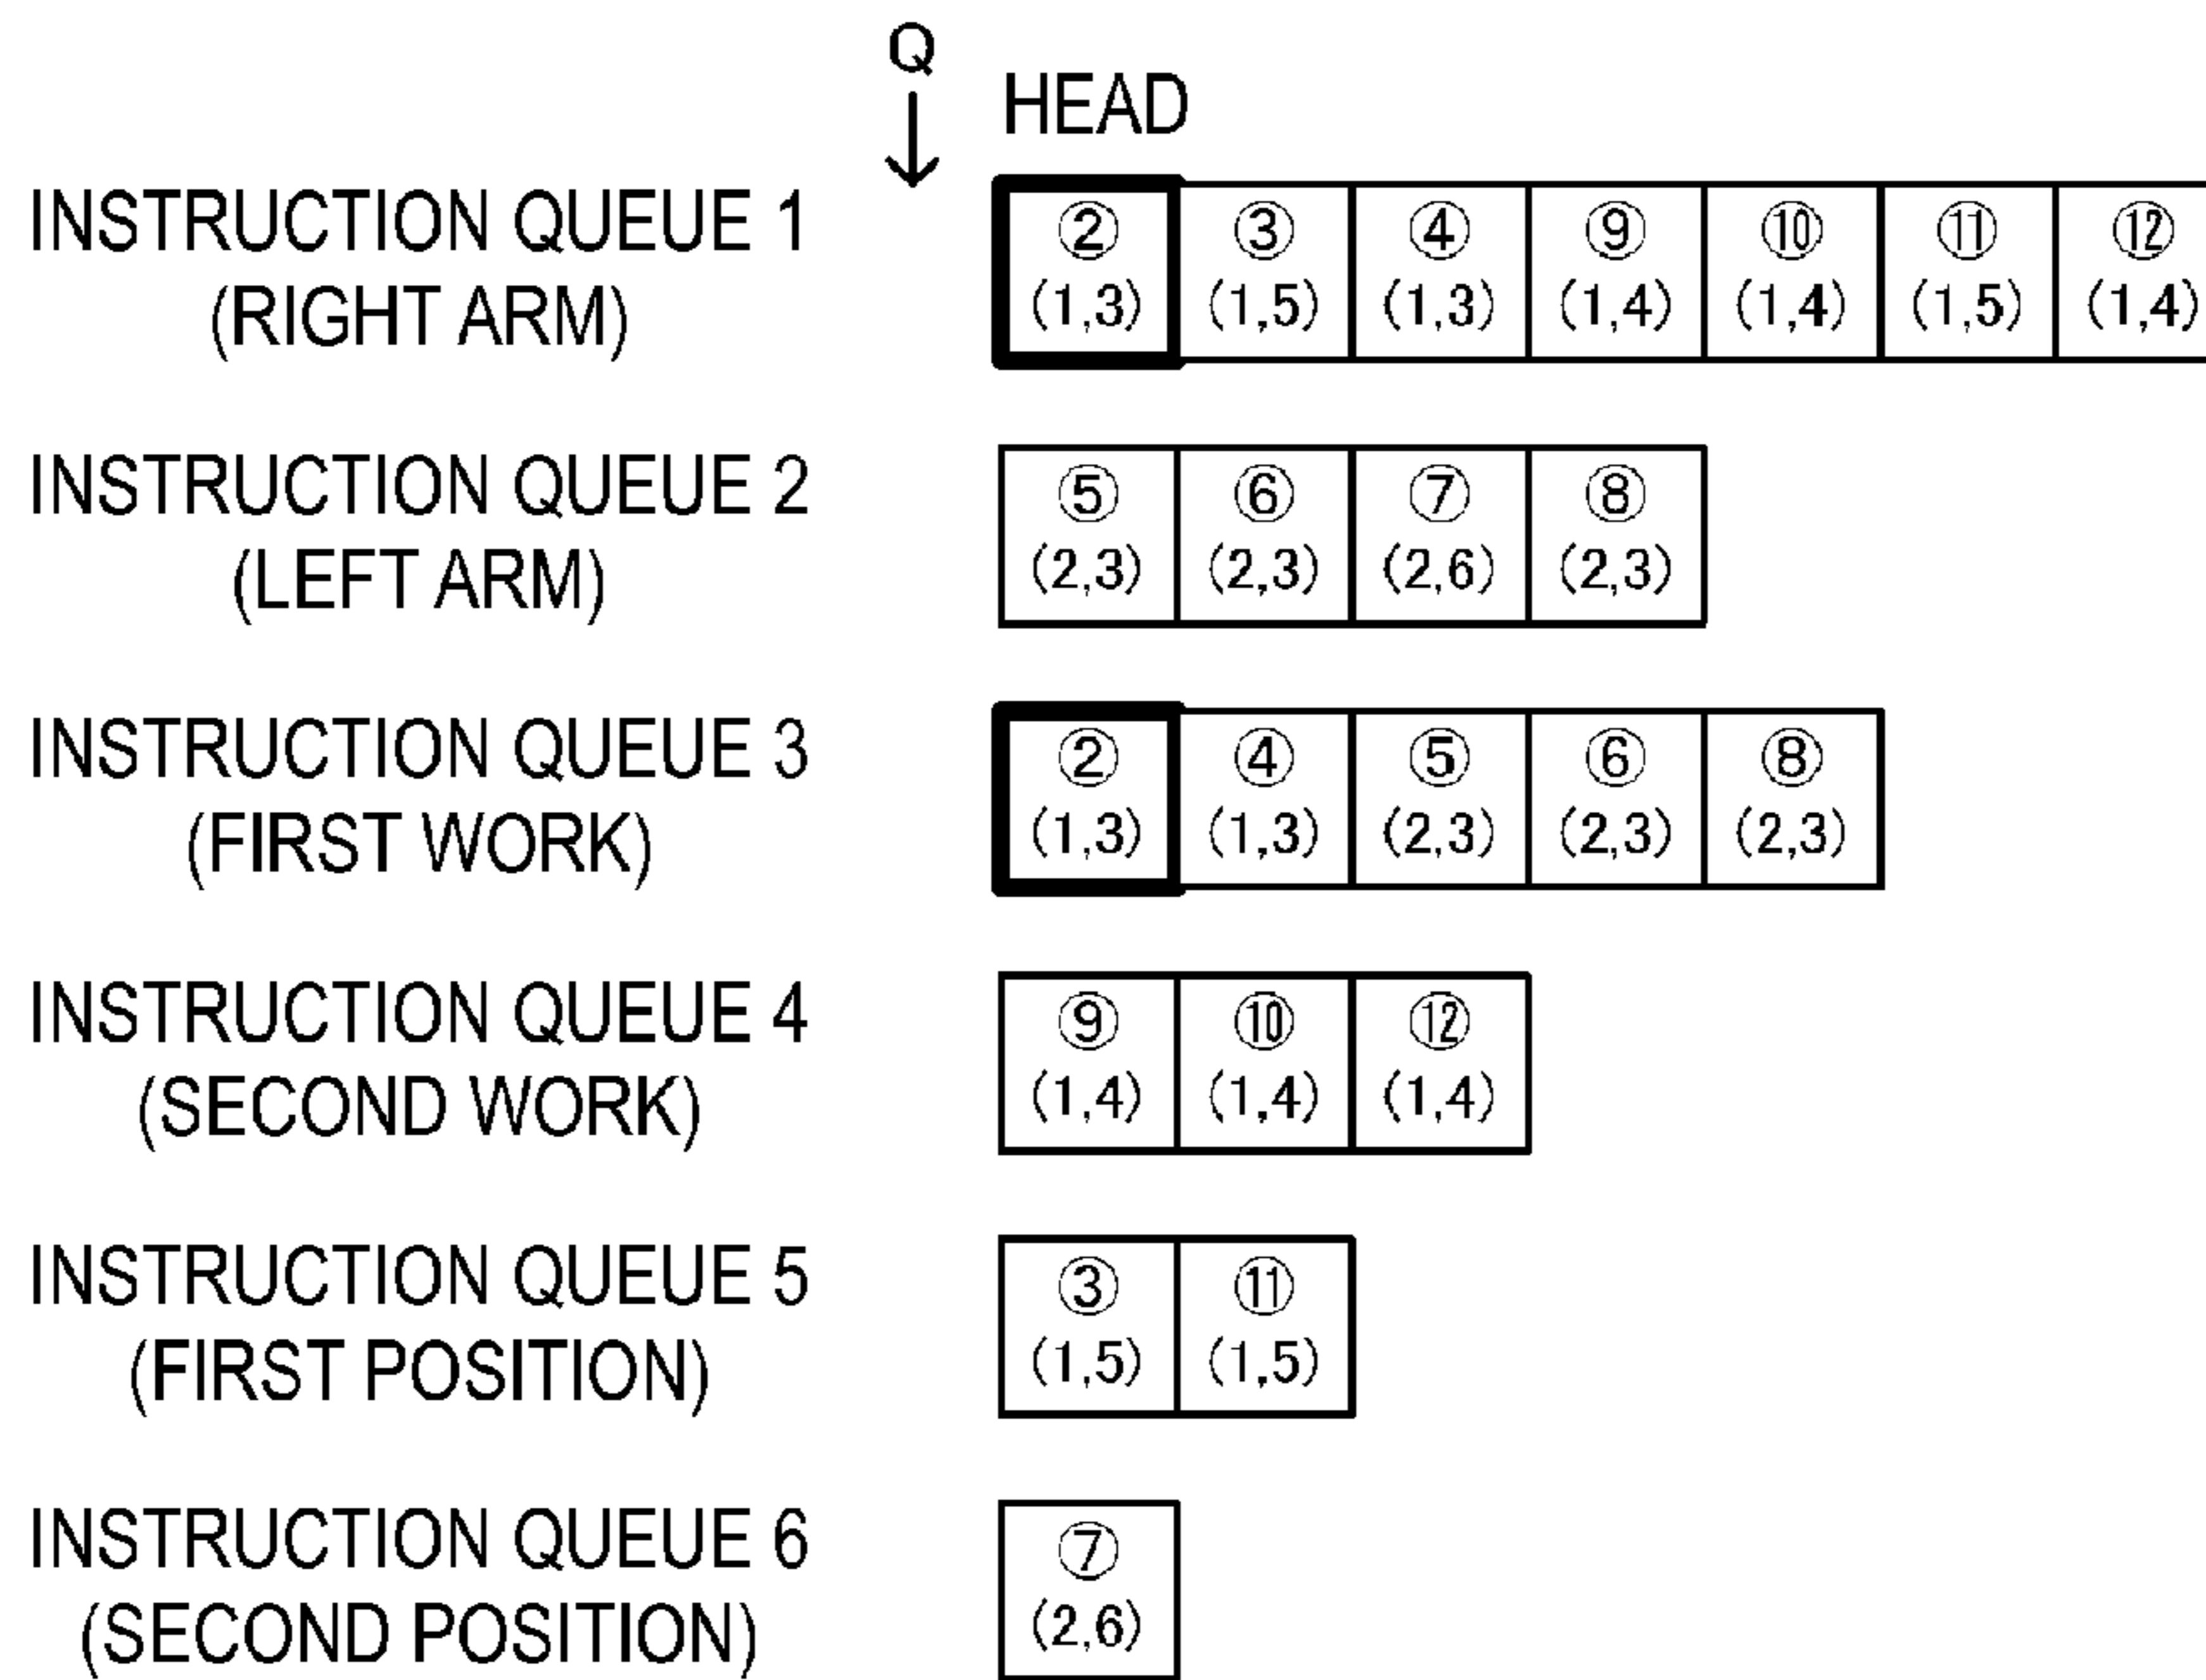 Q
HEAD
INSTRUCTION QUEUE 1
(RIGHT ARM)
② ③ ④ ⑨ ⑩ ⑪ ⑫
(1,3) (1,5) (1,3) (1,4) (1,4) (1,5) (1,4)
INSTRUCTION QUEUE 2
(LEFT ARM)
⑤ ⑥ ⑦ ⑧
(2,3) (2,3) (2,6) (2,3)
INSTRUCTION QUEUE 3
(FIRST WORK)
② ④ ⑤ ⑥ ⑧
(1,3) (1,3) (2,3) (2,3) (2,3)
INSTRUCTION QUEUE 4
(SECOND WORK)
⑨ ⑩ ⑫
(1,4) (1,4) (1,4)
INSTRUCTION QUEUE 5
(FIRST POSITION)
③ ⑪
(1,5) (1,5)
INSTRUCTION QUEUE 6
(SECOND POSITION)
⑦
(2,6)